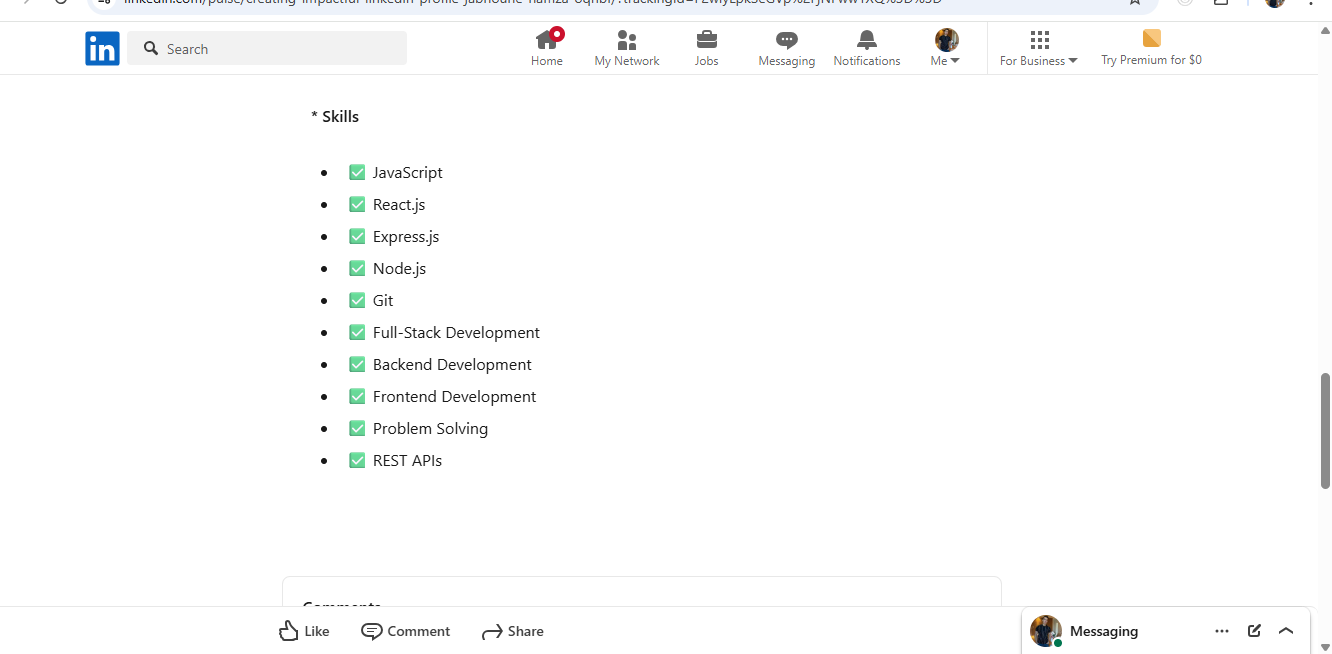 in
Search
Home
My Network
Jobs
Messaging
Notifications
Me
For Business
Try Premium for $0
* Skills
• ✅ JavaScript
• ✅ React.js
• ✅ Express.js
• ✅ Node.js
• ✅ Git
• ✅ Full-Stack Development
• ✅ Backend Development
• ✅ Frontend Development
• ✅ Problem Solving
• ✅ REST APIs
Comments
Like
Comment
Share
Messaging